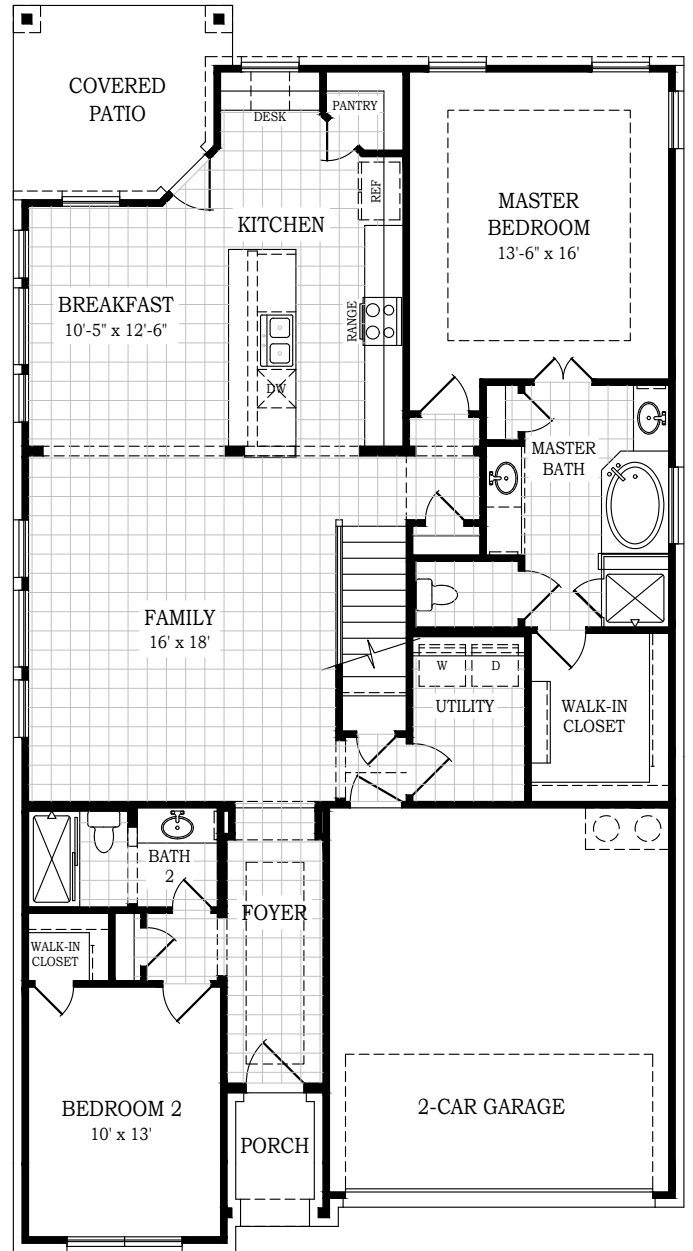 COVERED
PATIO
DESK
PANTRY
REF
KITCHEN
MASTER
BEDROOM
13'-6" x 16'
BREAKFAST
10'-5" x 12'-6"
RANGE
DW
MASTER
BATH
FAMILY
16' x 18'
W
D
UTILITY
WALK-IN
CLOSET
BATH
2
FOYER
WALK-IN
CLOSET
BEDROOM 2
10' x 13'
PORCH
2-CAR GARAGE